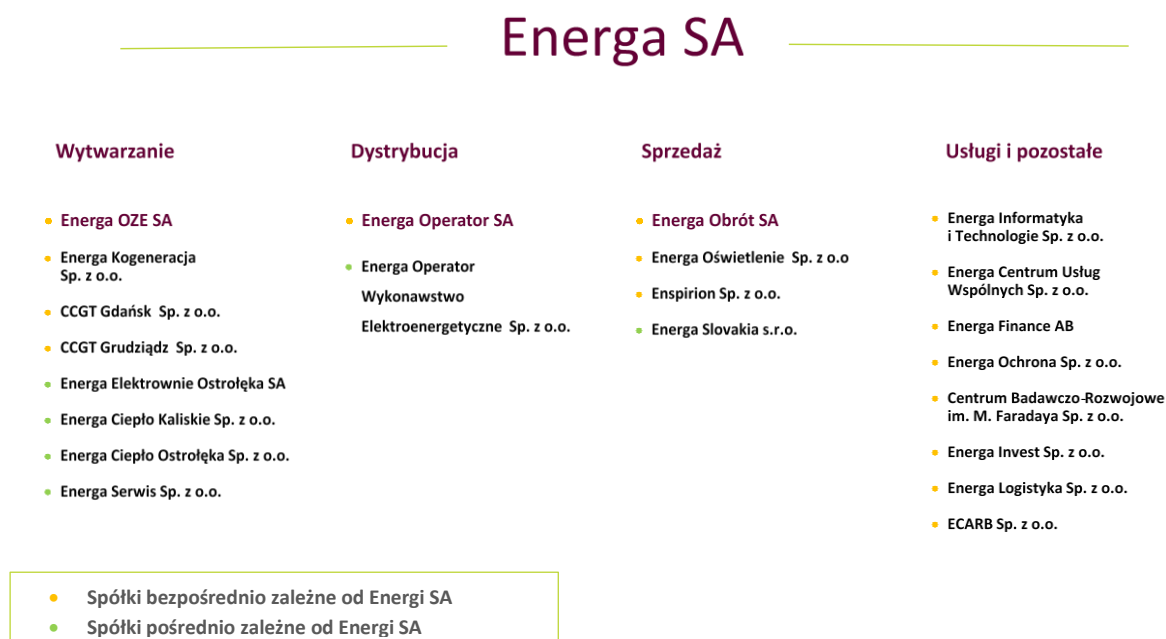 Energa SA
Wytwarzanie
Energa OZE SA
Energa Kogeneracja
Sp. z o.o.
CCGT Gdańsk Sp. z o.o.
CCGT Grudziądz Sp. z o.o.
Energa Elektrownie Ostrołęka SA
Energa Ciepło Kaliskie Sp. z o.o.
Energa Ciepło Ostrołęka Sp. z o.o.
Energa Serwis Sp. z o.o.
Dystrybucja
Energa Operator SA
Energa Operator
Wykonawstwo
Elektroenergetyczne Sp. z o.o.
Sprzedaż
Energa Obrót SA
Energa Oświetlenie Sp. z o.o
Enspirion Sp. z o.o.
Energa Slovakia s.r.o.
Usługi i pozostałe
Energa Informatyka
i Technologie Sp. z o.o.
Energa Centrum Usług
Wspólnych Sp. z o.o.
Energa Finance AB
Energa Ochrona Sp. z o.o.
Centrum Badawczo-Rozwojowe
im. M. Faradaya Sp. z o.o.
Energa Invest Sp. z o.o.
Energa Logistyka Sp. z o.o.
ECARB Sp. z o.o.
Spółki bezpośrednio zależne od Energi SA
Spółki pośrednio zależne od Energi SA